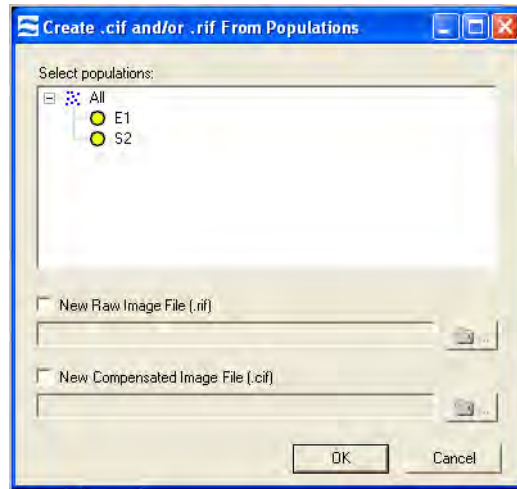 Create .cif and/or .rif From Populations
Select populations:
All
E1
S2
New Raw Image File (.rif)
...
New Compensated Image File (.cif)
...
OK
Cancel